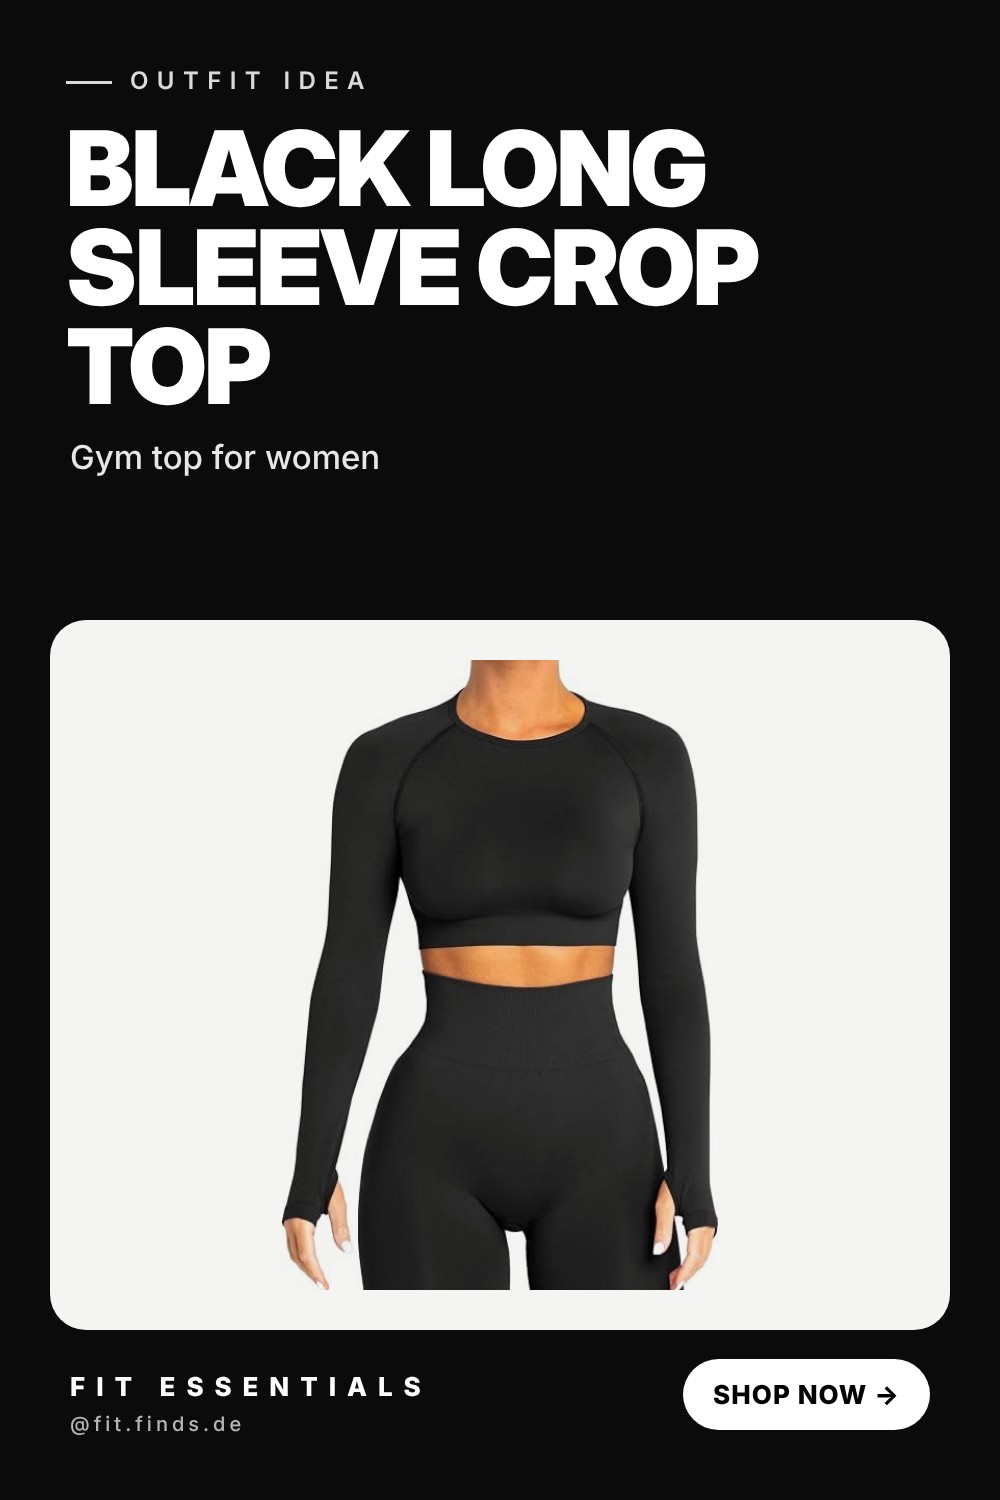 OUTFIT IDEA
BLACK LONG
SLEEVE CROP
TOP
Gym top for women
FIT ESSENTIALS
@fit.finds.de
SHOP NOW →